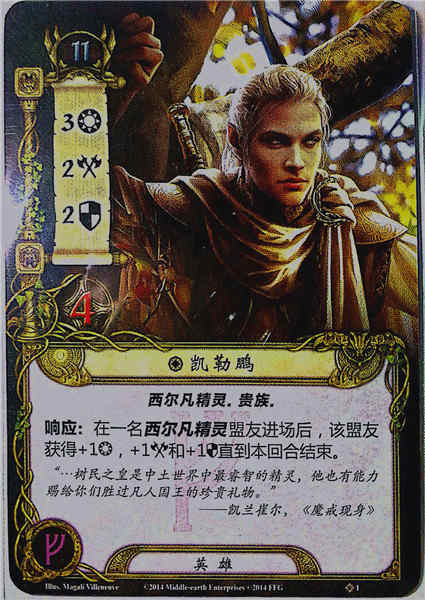 11
3
2
2
4
凯勒鹏
西尔凡精灵. 贵族.
响应：在一名西尔凡精灵盟友进场后，该盟友
获得+1，+1和+1直到本回合结束。
“…树民之皇是中土世界中最睿智的精灵，他也有能力
赐给你们胜过凡人国王的珍贵礼物。”
——凯兰崔尔，《魔戒现身》
英雄
Illus. Magali Villeneuve ©2014 Middle-earth Enterprises ©2014 FFG 1